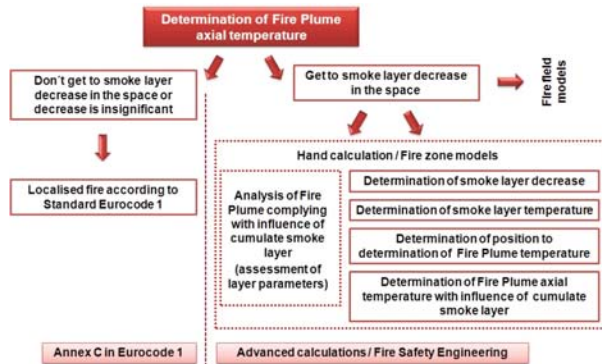 Determination of Fire Plume
axial temperature
Don´t get to smoke layer
decrease in the space or
decrease is insignificant
Get to smoke layer decrease
in the space
Fire field
models
Localised fire according to
Standard Eurocode 1
Hand calculation / Fire zone models
Analysis of Fire
Plume complying
with influence of
cumulate smoke
layer
(assessment of
layer parameters)
Determination of smoke layer decrease
Determination of smoke layer temperature
Determination of position to
determination of Fire Plume temperature
Determination of Fire Plume axial
temperature with influence of cumulate
smoke layer
Annex C in Eurocode 1
Advanced calculations / Fire Safety Engineering